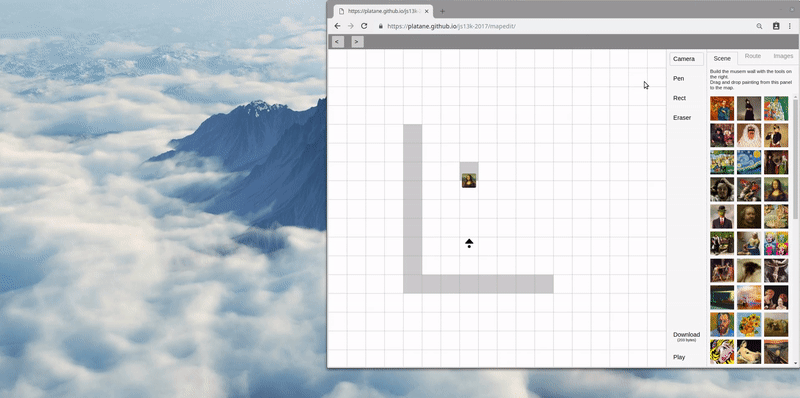 https://platane.github.io/js13k-
https://platane.github.io/js13k-2017/mapedit/
< >
Camera
Pen
Rect
Eraser
Download
(209 bytes)
Play
Scene Route Images
Build the musem wall with the tools on
the right.
Drag and drop painting from this panel
to the map.